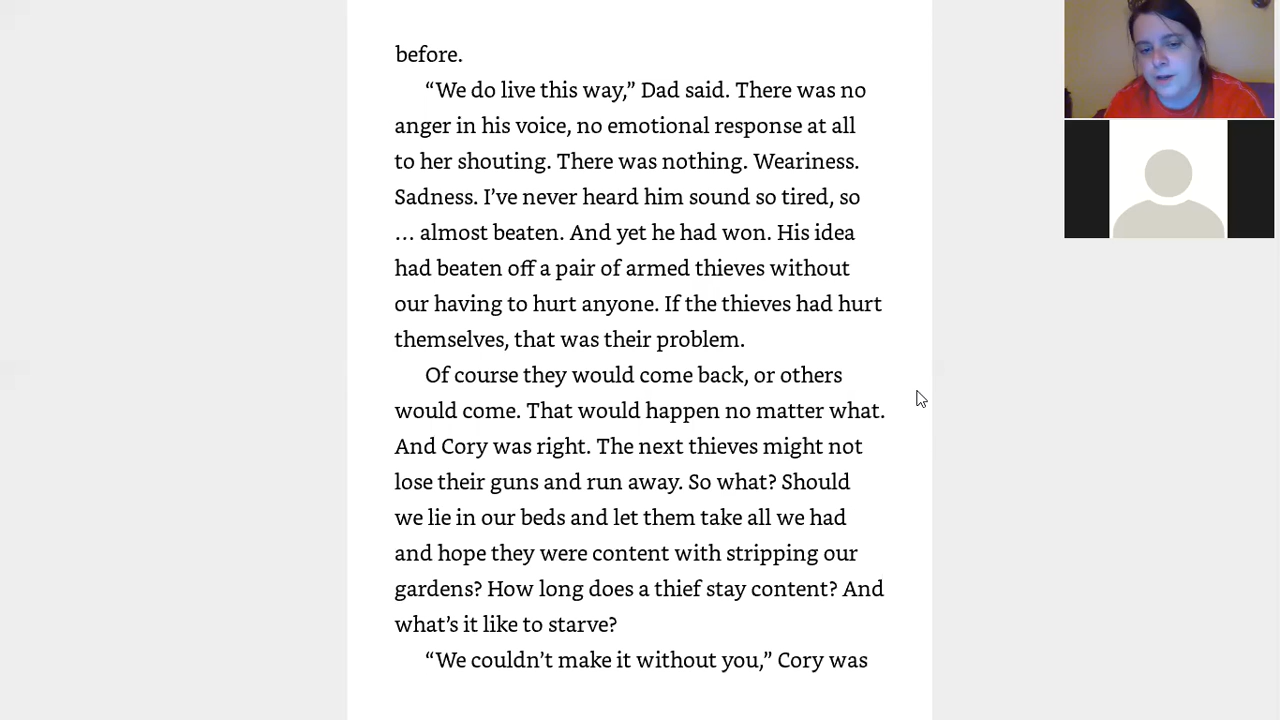 before.
“We do live this way,” Dad said. There was no
anger in his voice, no emotional response at all
to her shouting. There was nothing. Weariness.
Sadness. I’ve never heard him sound so tired, so
… almost beaten. And yet he had won. His idea
had beaten off a pair of armed thieves without
our having to hurt anyone. If the thieves had hurt
themselves, that was their problem.
Of course they would come back, or others
would come. That would happen no matter what.
And Cory was right. The next thieves might not
lose their guns and run away. So what? Should
we lie in our beds and let them take all we had
and hope they were content with stripping our
gardens? How long does a thief stay content? And
what’s it like to starve?
“We couldn’t make it without you,” Cory was